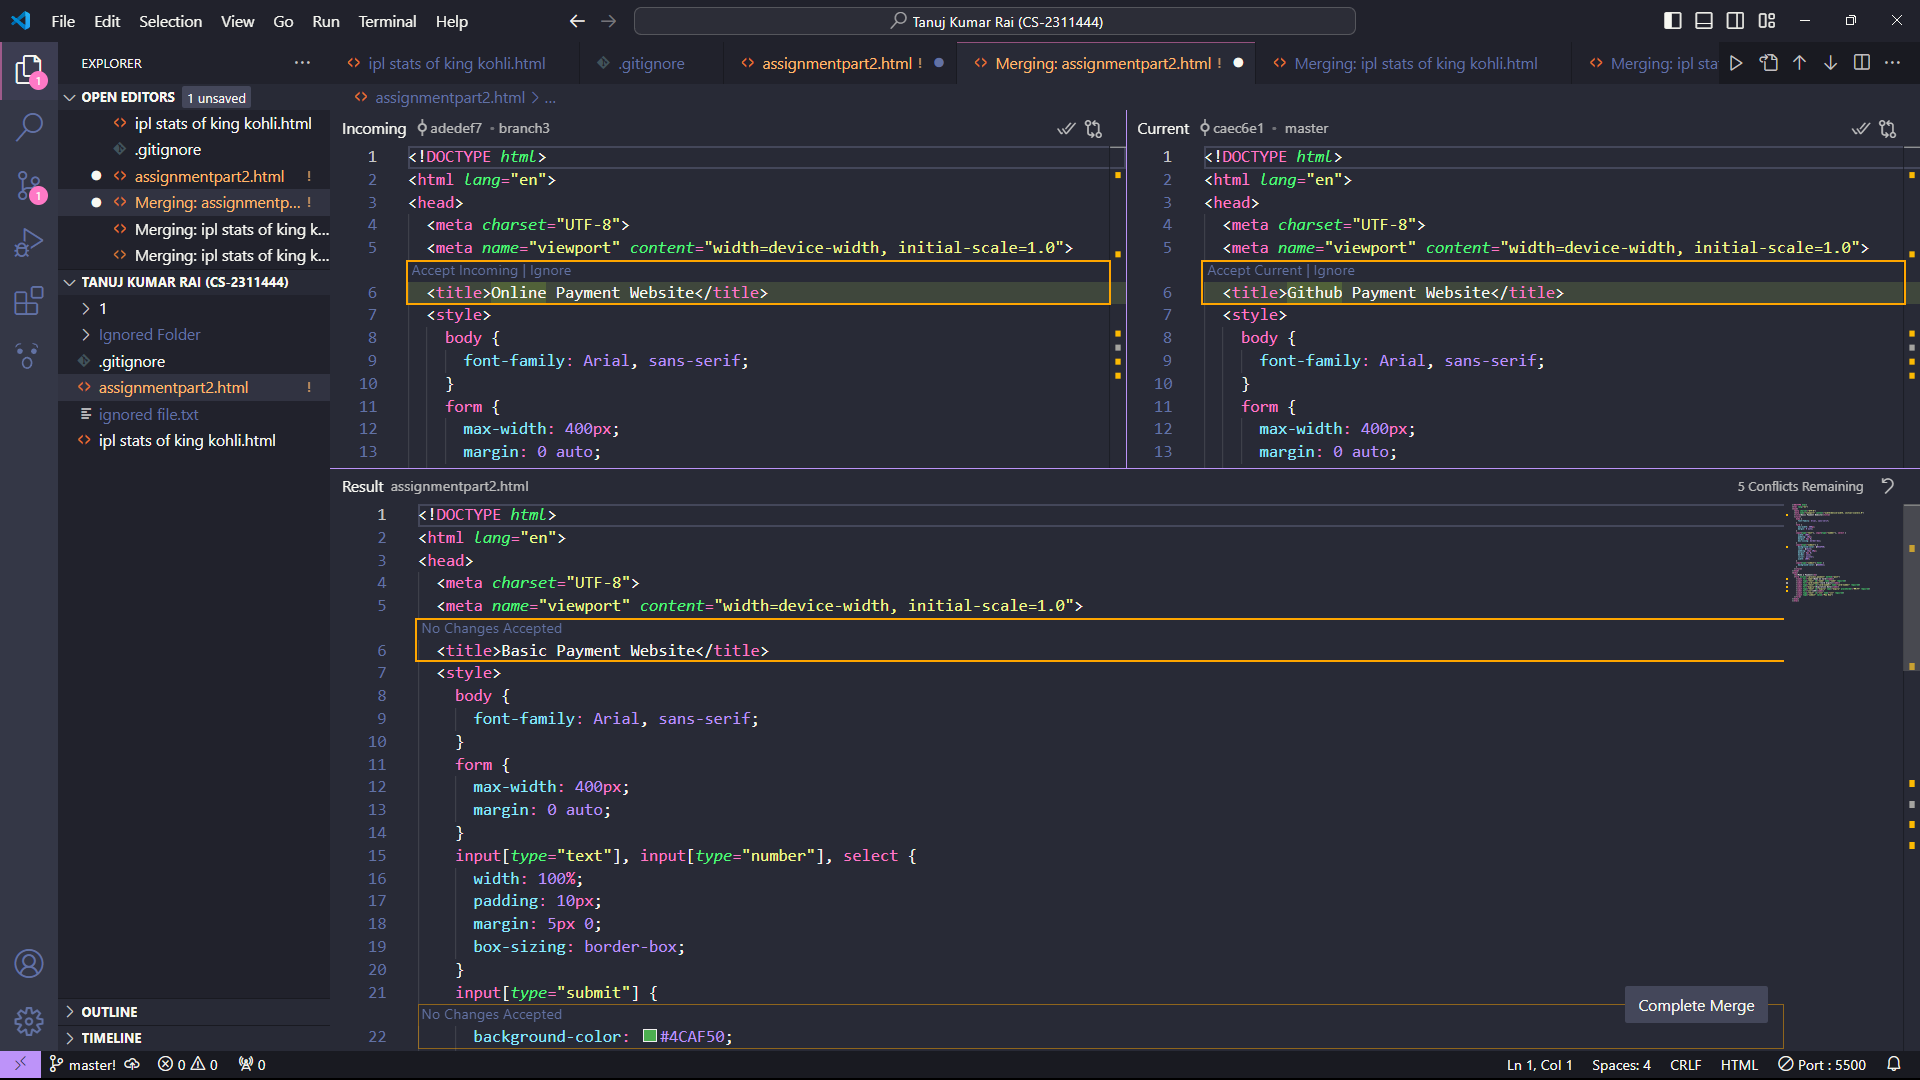 File Edit Selection View Go Run Terminal Help
Tanuj Kumar Rai (CS-2311444)
EXPLORER
ipl stats of king kohli.html
.gitignore
assignmentpart2.html !
Merging: assignmentpart2.html !
Merging: ipl stats of king kohli.html
Merging: ipl sta
OPEN EDITORS 1 unsaved
ipl stats of king kohli.html
.gitignore
assignmentpart2.html !
Merging: assignmentp... !
Merging: ipl stats of king k...
Merging: ipl stats of king k...
TANUJ KUMAR RAI (CS-2311444)
1
Ignored Folder
.gitignore
assignmentpart2.html !
ignored file.txt
ipl stats of king kohli.html
OUTLINE
TIMELINE
1
1
assignmentpart2.html > ...
Incoming adedef7 • branch3
1 <!DOCTYPE html>
2 <html lang="en">
3 <head>
4 <meta charset="UTF-8">
5 <meta name="viewport" content="width=device-width, initial-scale=1.0">
Accept Incoming | Ignore
6 <title>Online Payment Website</title>
7 <style>
8 body {
9 font-family: Arial, sans-serif;
10 }
11 form {
12 max-width: 400px;
13 margin: 0 auto;
Current caec6e1 • master
1 <!DOCTYPE html>
2 <html lang="en">
3 <head>
4 <meta charset="UTF-8">
5 <meta name="viewport" content="width=device-width, initial-scale=1.0">
Accept Current | Ignore
6 <title>Github Payment Website</title>
7 <style>
8 body {
9 font-family: Arial, sans-serif;
10 }
11 form {
12 max-width: 400px;
13 margin: 0 auto;
Result assignmentpart2.html
5 Conflicts Remaining
1 <!DOCTYPE html>
2 <html lang="en">
3 <head>
4 <meta charset="UTF-8">
5 <meta name="viewport" content="width=device-width, initial-scale=1.0">
No Changes Accepted
6 <title>Basic Payment Website</title>
7 <style>
8 body {
9 font-family: Arial, sans-serif;
10 }
11 form {
12 max-width: 400px;
13 margin: 0 auto;
14 }
15 input[type="text"], input[type="number"], select {
16 width: 100%;
17 padding: 10px;
18 margin: 5px 0;
19 box-sizing: border-box;
20 }
21 input[type="submit"] {
No Changes Accepted
22 background-color: #4CAF50;
Complete Merge
master! 0 0 0
Ln 1, Col 1 Spaces: 4 CRLF HTML Port : 5500